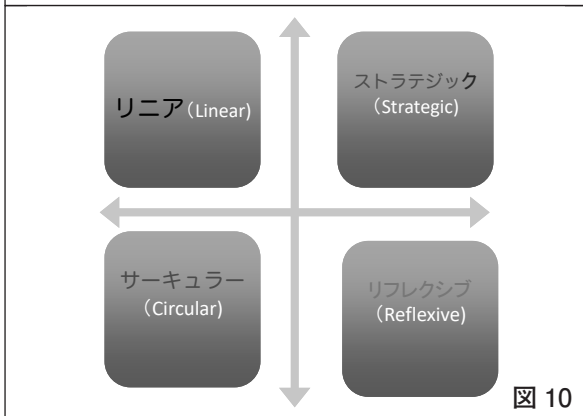 リニア(Linear)
ストラテジック
(Strategic)
サーキュラー
(Circular)
リフレクシブ
(Reflexive)
図 10